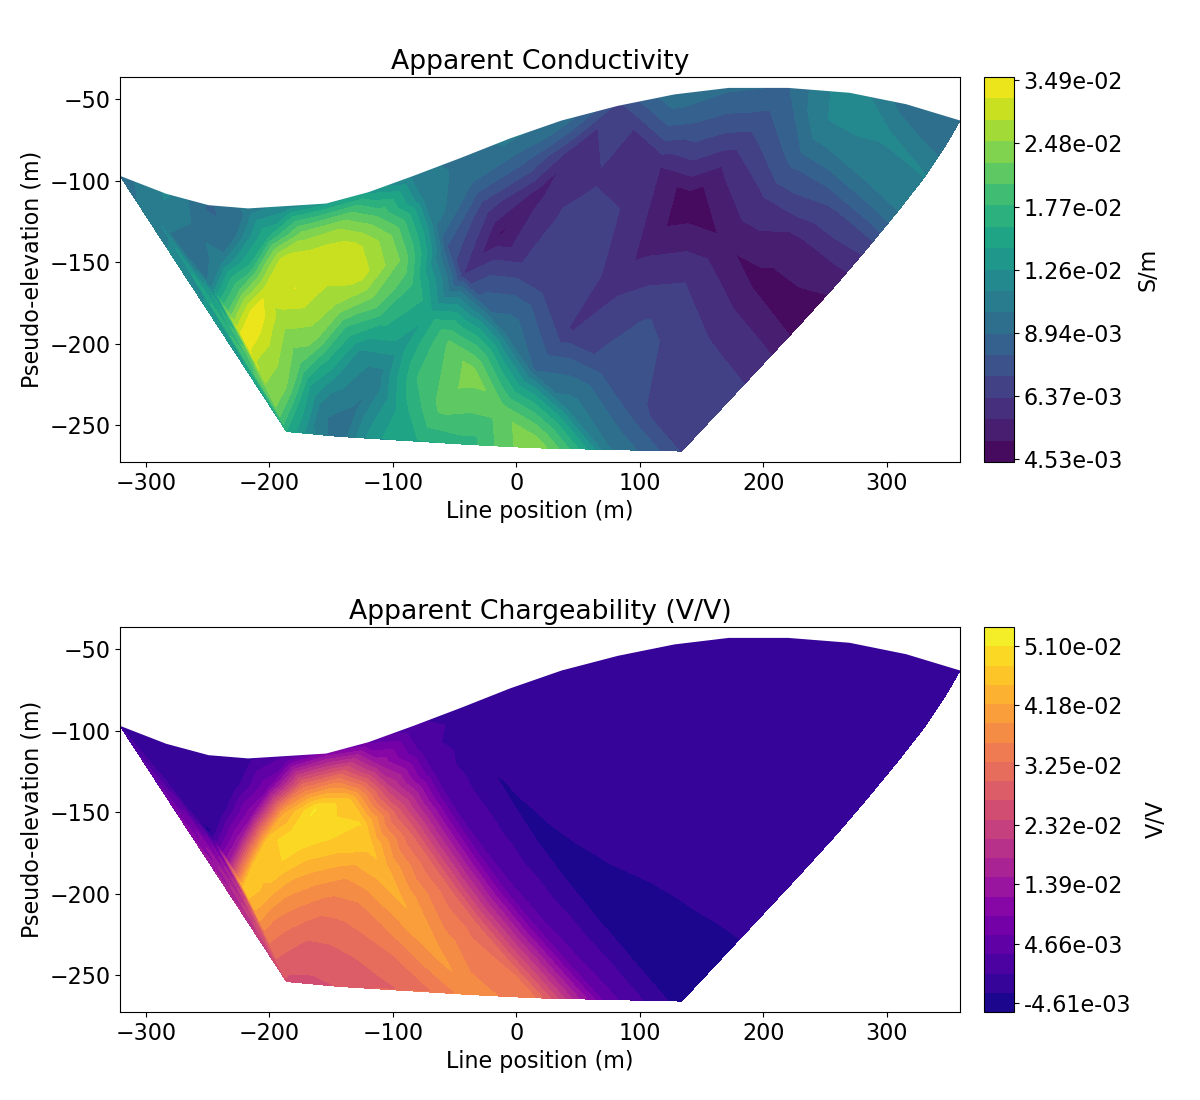 Apparent Conductivity
−50
−100
−150
−200
−250
Pseudo-elevation (m)
−300
−200
−100
0
100
200
300
Line position (m)
3.49e-02
2.48e-02
1.77e-02
1.26e-02
8.94e-03
6.37e-03
4.53e-03
S/m
Apparent Chargeability (V/V)
−50
−100
−150
−200
−250
Pseudo-elevation (m)
−300
−200
−100
0
100
200
300
Line position (m)
5.10e-02
4.18e-02
3.25e-02
2.32e-02
1.39e-02
4.66e-03
-4.61e-03
V/V